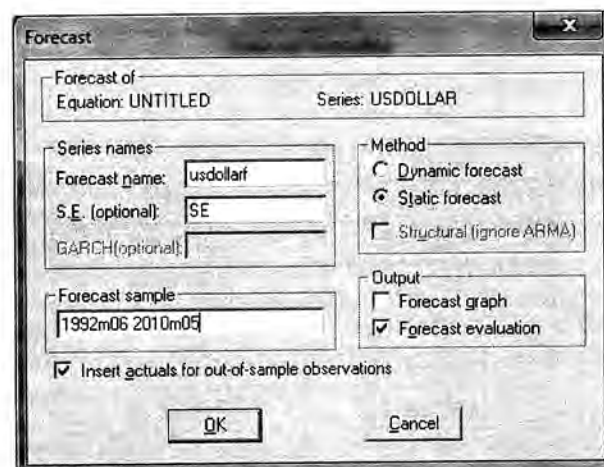 Forecast
Forecast of
Equation: UNTITLED Series: USDOLLAR
Series names
Forecast name: usdollarf
S.E. (optional): SE
GARCH(optional):
Method
Dynamic forecast
Static forecast
Structural (ignore ARMA)
Forecast sample
1992m06 2010m05
Output
Forecast graph
Forecast evaluation
Insert actuals for out-of-sample observations
OK Cancel